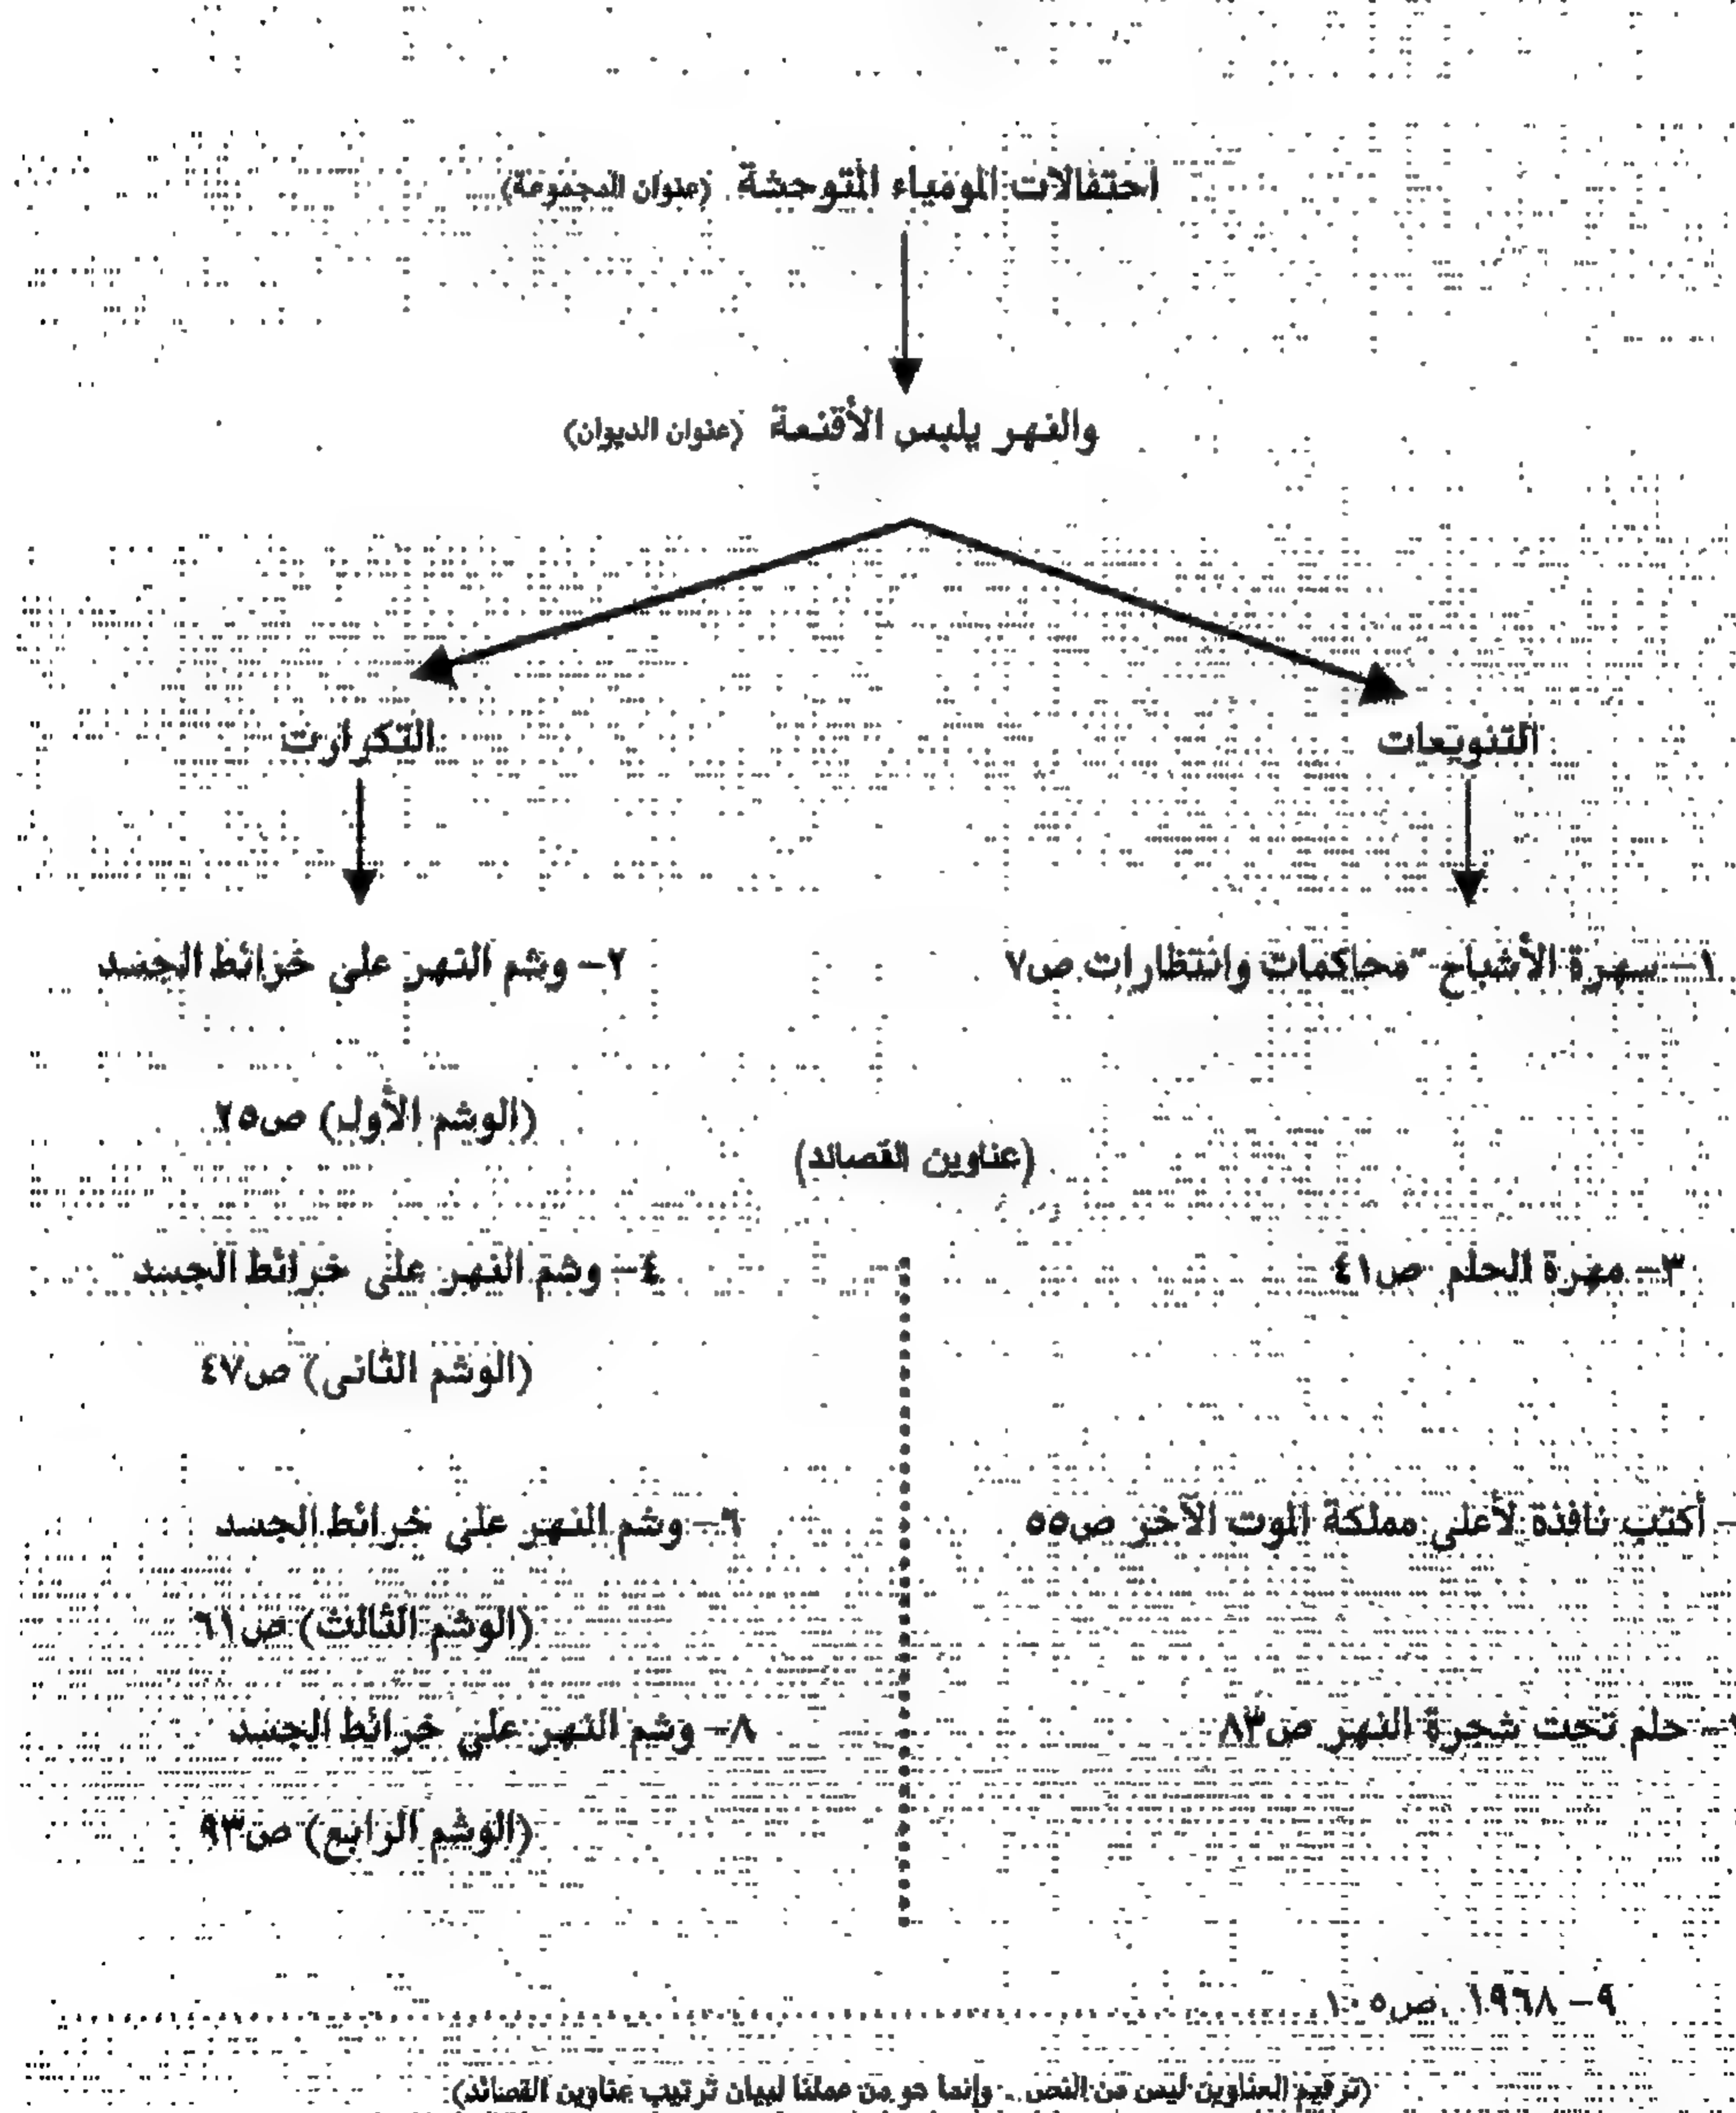 احتفالات المومياء المتوحشة (عنوان المجموعة)
والنهر يلبس الأقنعة (عنوان الديوان)
التنويعات
التكرارت
١- سهرة الأشباح "محاكمات وانتظارات ص٧
٢- وشم النهر على خرائط الجسد
(الوشم الأول) ص٢٥
(عناوين القصائد)
٣- مهرة الحلم ص٤١
٤- وشم النهر على خرائط الجسد
(الوشم الثانى) ص٤٧
- أكتب نافذة لأعلى مملكة الموت الآخر ص٥٥
٦- وشم النهر على خرائط الجسد
(الوشم الثالث) ص٦١
- حلم تحت شجرة النهر ص٨٣
٨- وشم النهر على خرائط الجسد
(الوشم الرابع) ص٩٣
٩- ١٩٦٨ ص١٠٥
(ترقيم العناوين ليس من النص .. وإنما هو من عملنا لبيان ترتيب عناوين القصائد)